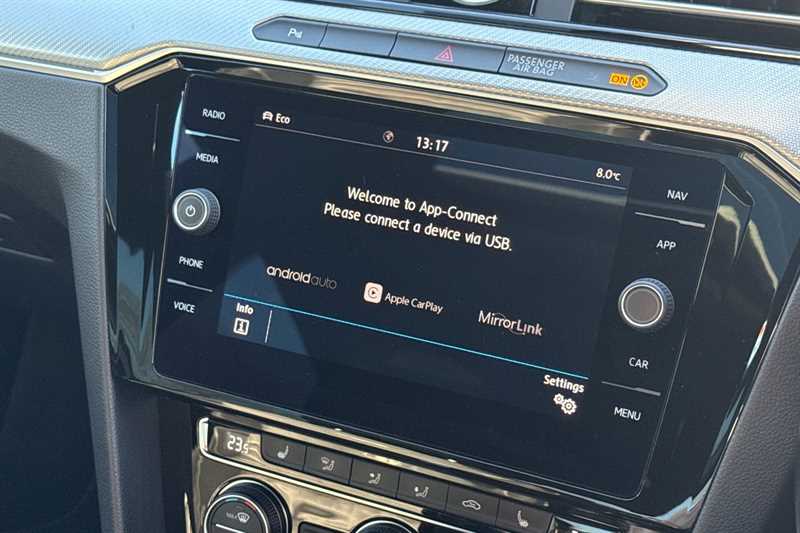 P
PASSENGER
AIR BAG
ON
RADIO
Eco
13:17
MEDIA
8.0°C
NAV
Welcome to App-Connect
Please connect a device via USB.
APP
PHONE
androidauto
Apple CarPlay
MirrorLink
VOICE
Info
CAR
Settings
MENU
23.5